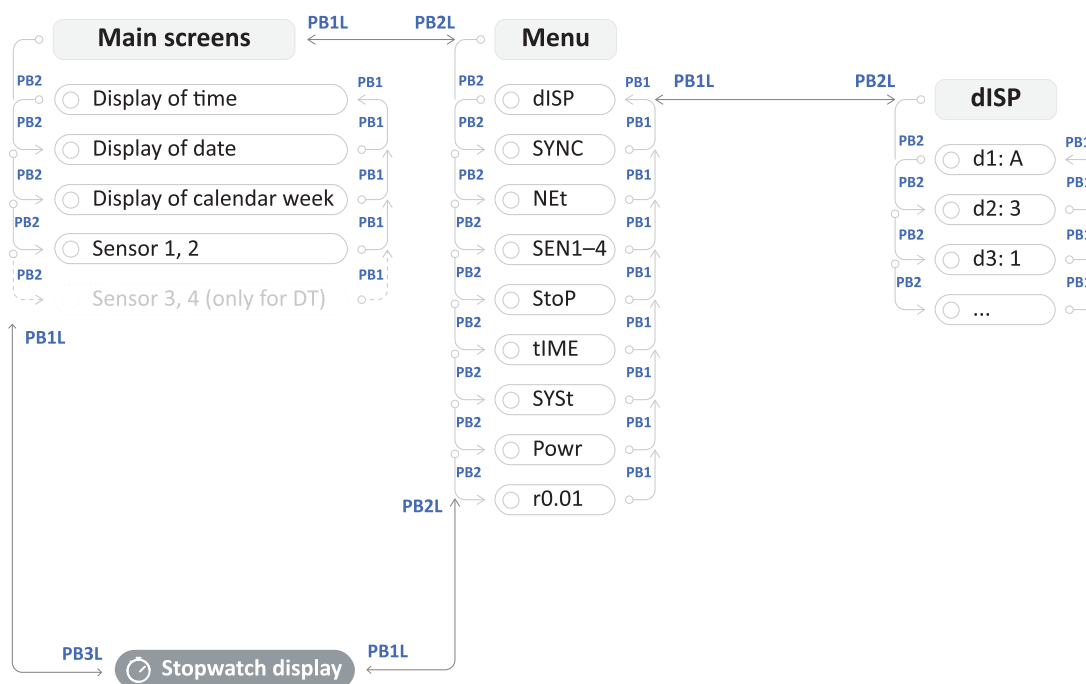 PB1L PB2L
Main screens
Menu
PB1L PB2L
dISP
PB2 PB1
Display of time
PB2 PB1
dISP
PB2 PB1
Display of date
PB2 PB1
SYNC
PB2 PB1
d1: A
PB2 PB1
Display of calendar week
PB2 PB1
NEt
PB2 PB1
d2: 3
PB2 PB1
Sensor 1, 2
PB2 PB1
SEN1–4
PB2 PB1
d3: 1
PB2 PB1
Sensor 3, 4 (only for DT)
PB2 PB1
StoP
PB2 PB1
...
PB1L
PB2 PB1
tIME
PB2 PB1
SYSt
PB2 PB1
Powr
PB2 PB1
r0.01
PB2L
PB3L
Stopwatch display
PB1L